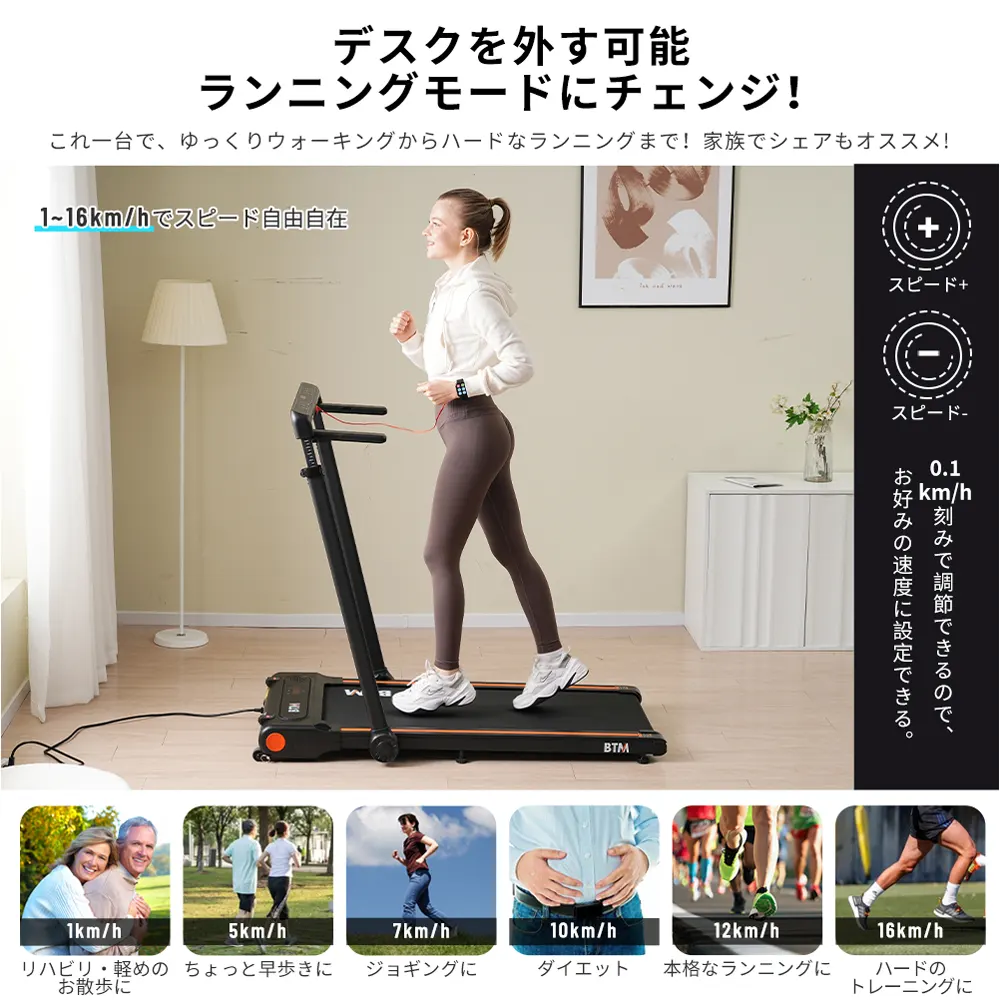 デスクを外す可能
ランニングモードにチェンジ!
これ一台で、ゆっくりウォーキングからハードなランニングまで! 家族でシェアもオススメ!
1~16km/hでスピード自由自在
スピード+
スピード-
0.1
km/h
刻みで調節できるので、
お好みの速度に設定できる。
BTM
BTM
1km/h
リハビリ・軽めの
お散歩に
5km/h
ちょっと早歩きに
7km/h
ジョギングに
10km/h
ダイエット
12km/h
本格なランニングに
16km/h
ハードの
トレーニングに